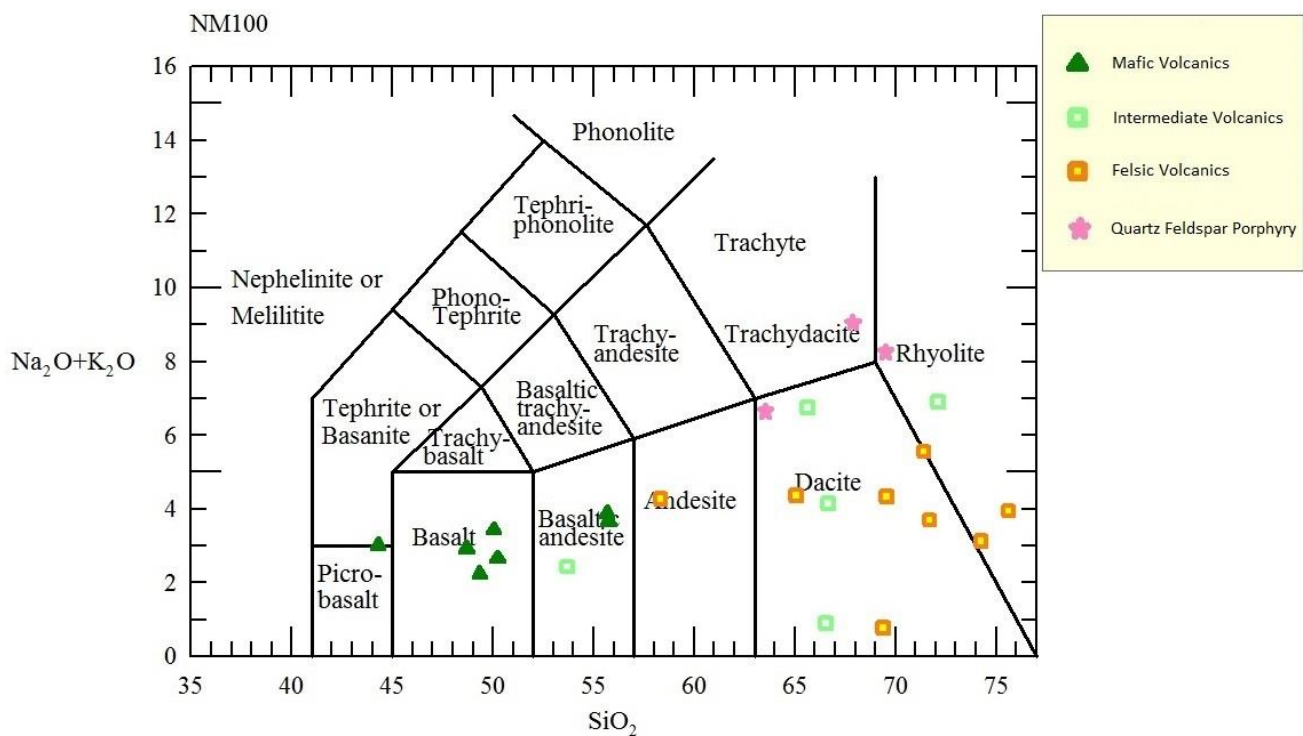 NM100
16
14
12
10
8
6
4
2
0
Na₂O+K₂O
35
40
45
50
55
60
65
70
75
SiO₂
Phonolite
Tephri-
phonolite
Trachyte
Nephelinite or
Melilitite
Phono-
Tephrite
Trachy-
andesite
Trachydacite
Rhyolite
Tephrite or
Basanite
Basaltic
trachy-
andesite
Trachy-
basalt
Dacite
Andesite
Basalt
Basaltic
andesite
Picro-
basalt
Mafic Volcanics
Intermediate Volcanics
Felsic Volcanics
Quartz Feldspar Porphyry